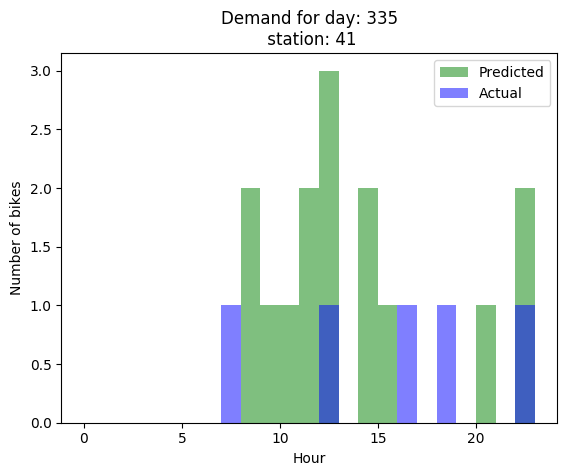 Demand for day: 335
station: 41
Predicted
Actual
Number of bikes
3.0
2.5
2.0
1.5
1.0
0.5
0.0
0
5
10
15
20
Hour